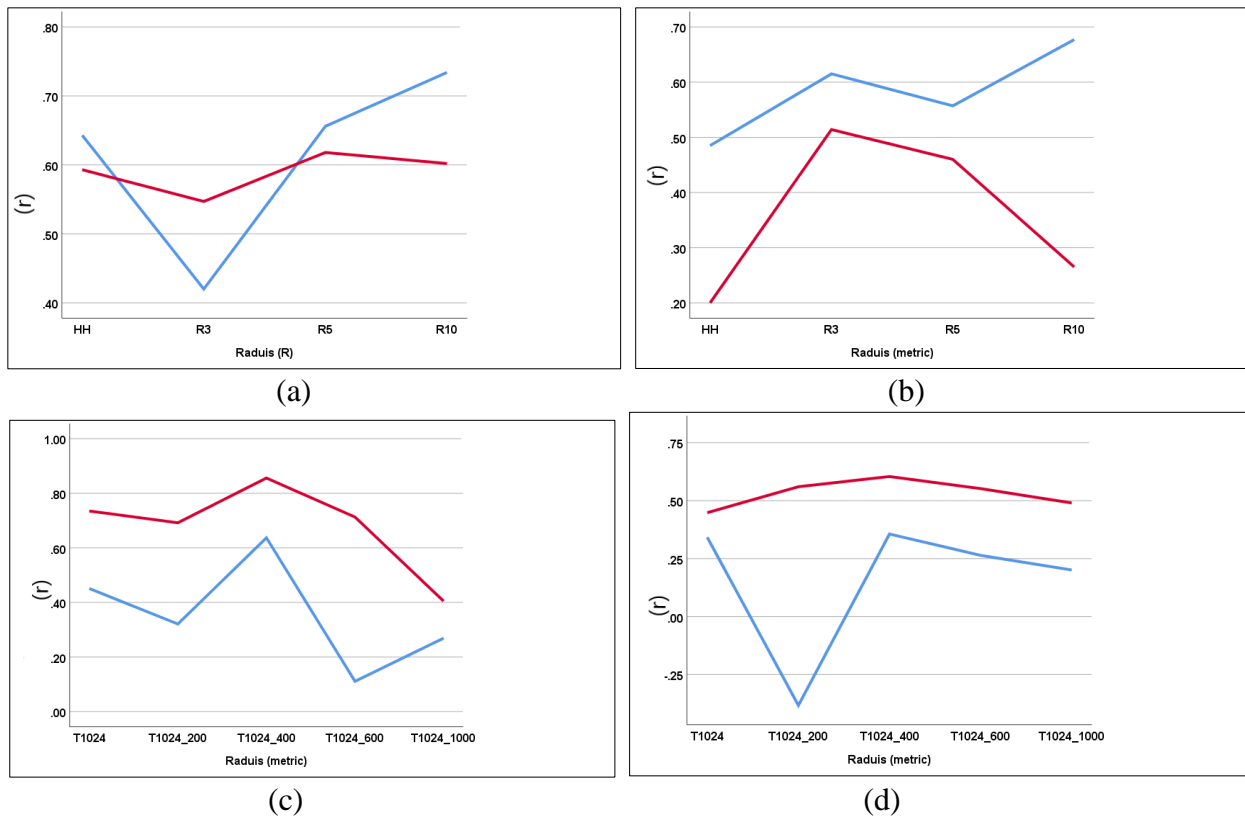 .80
.70
.60
.50
.40
(r)
HH R3 R5 R10
Raduis (R)
(a)
.70
.60
.50
.40
.30
.20
(r)
HH R3 R5 R10
Raduis (metric)
(b)
1.00
.80
.60
.40
.20
.00
(r)
T1024 T1024_200 T1024_400 T1024_600 T1024_1000
Raduis (metric)
(c)
.75
.50
.25
.00
-.25
(r)
T1024 T1024_200 T1024_400 T1024_600 T1024_1000
Raduis (metric)
(d)